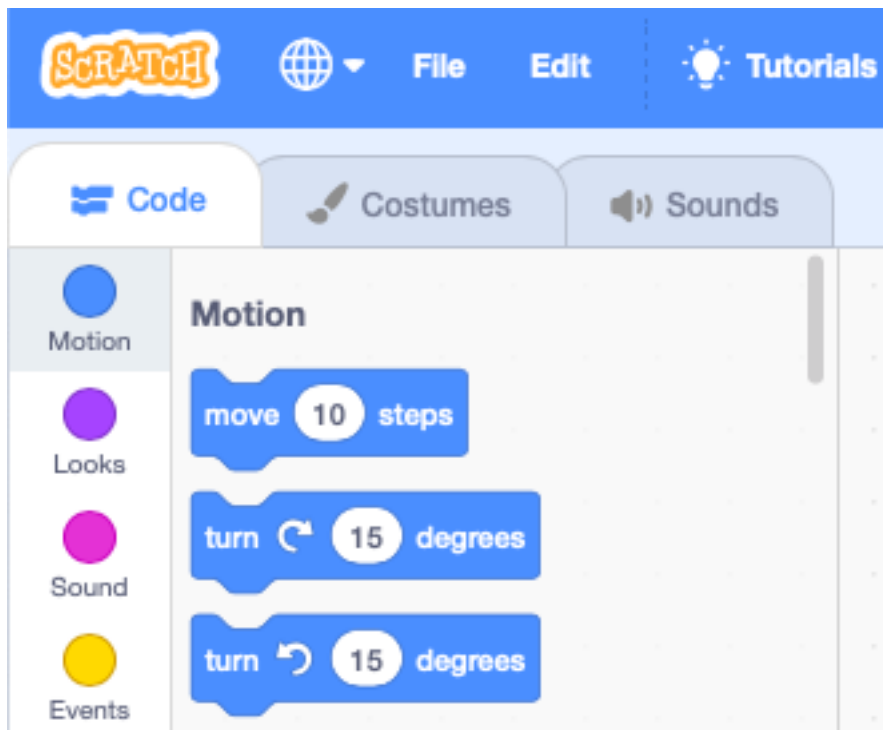 SCRATCH File Edit Tutorials
Code Costumes Sounds
Motion
Looks
Sound
Events
Motion
move 10 steps
turn 15 degrees
turn 15 degrees